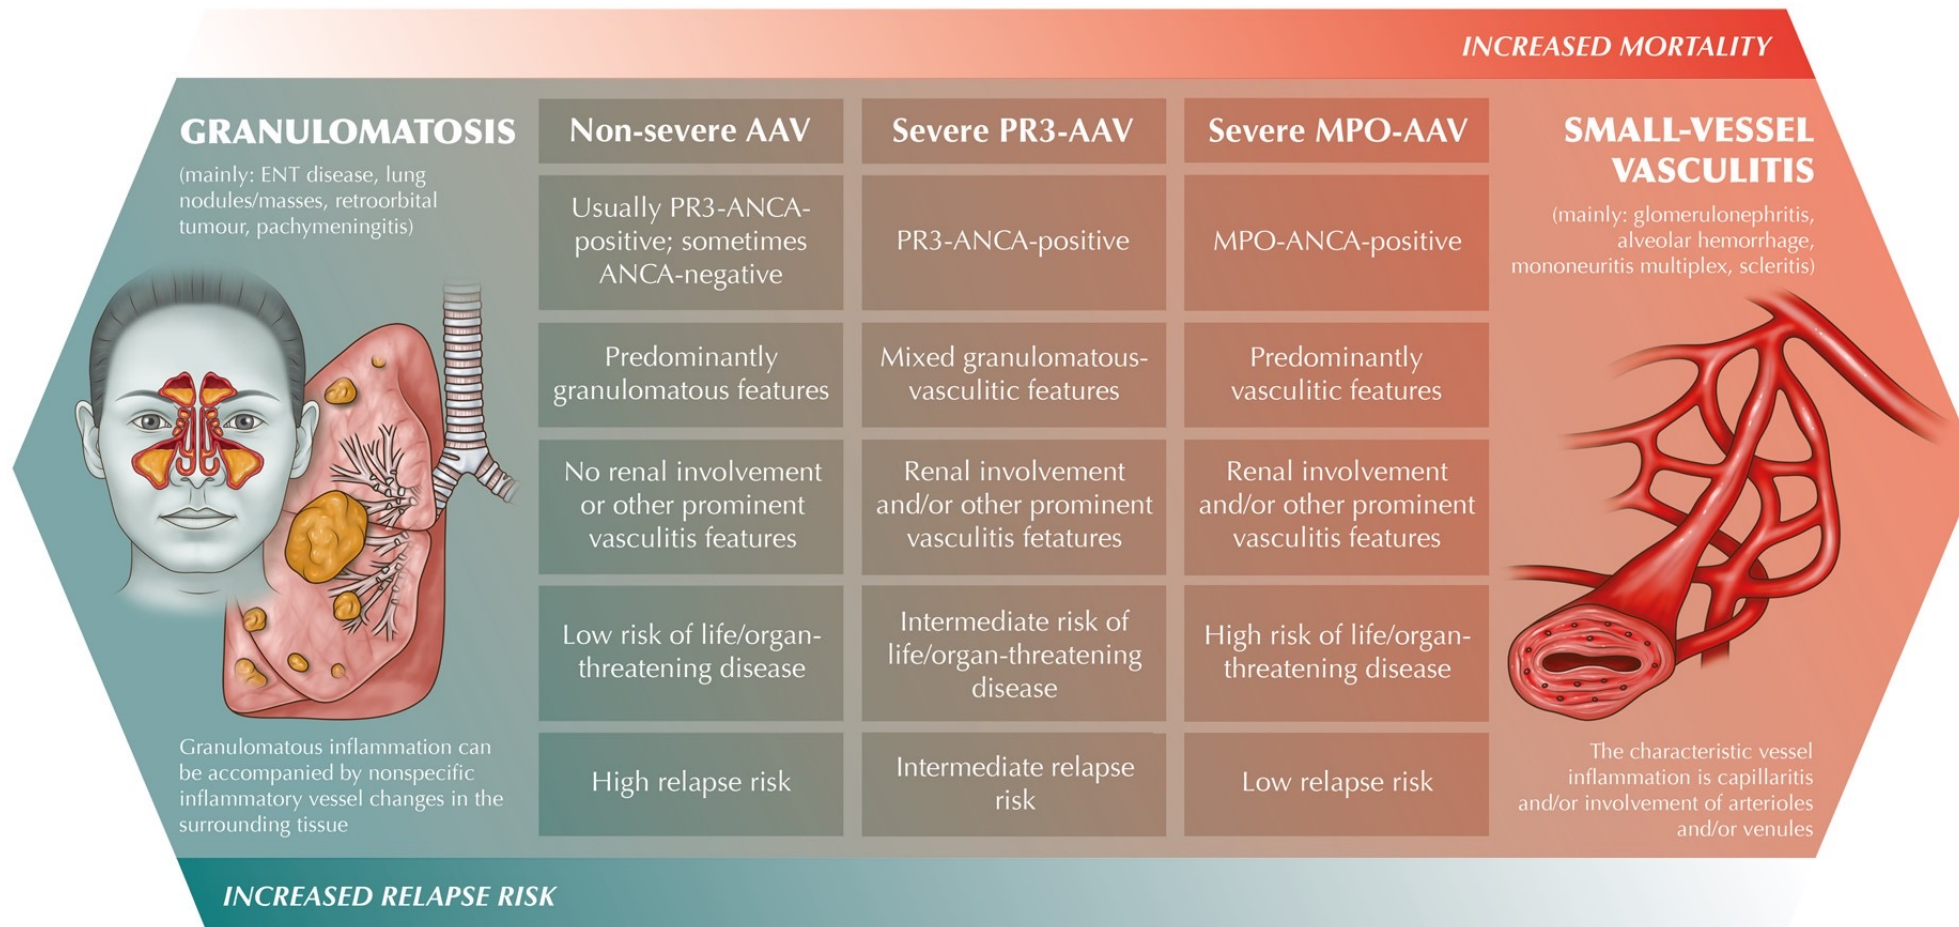 INCREASED MORTALITY
GRANULOMATOSIS
(mainly: ENT disease, lung
nodules/masses, retroorbital
tumour, pachymeningitis)
Granulomatous inflammation can
be accompanied by nonspecific
inflammatory vessel changes in the
surrounding tissue
Non-severe AAV
Severe PR3-AAV
Severe MPO-AAV
Usually PR3-ANCA-
positive; sometimes
ANCA-negative
PR3-ANCA-positive
MPO-ANCA-positive
Predominantly
granulomatous features
Mixed granulomatous-
vasculitic features
Predominantly
vasculitic features
No renal involvement
or other prominent
vasculitis features
Renal involvement
and/or other prominent
vasculitis fetatures
Renal involvement
and/or other prominent
vasculitis features
Low risk of life/organ-
threatening disease
Intermediate risk of
life/organ-threatening
disease
High risk of life/organ-
threatening disease
High relapse risk
Intermediate relapse
risk
Low relapse risk
SMALL-VESSEL
VASCULITIS
(mainly: glomerulonephritis,
alveolar hemorrhage,
mononeuritis multiplex, scleritis)
The characteristic vessel
inflammation is capillaritis
and/or involvement of arterioles
and/or venules
INCREASED RELAPSE RISK